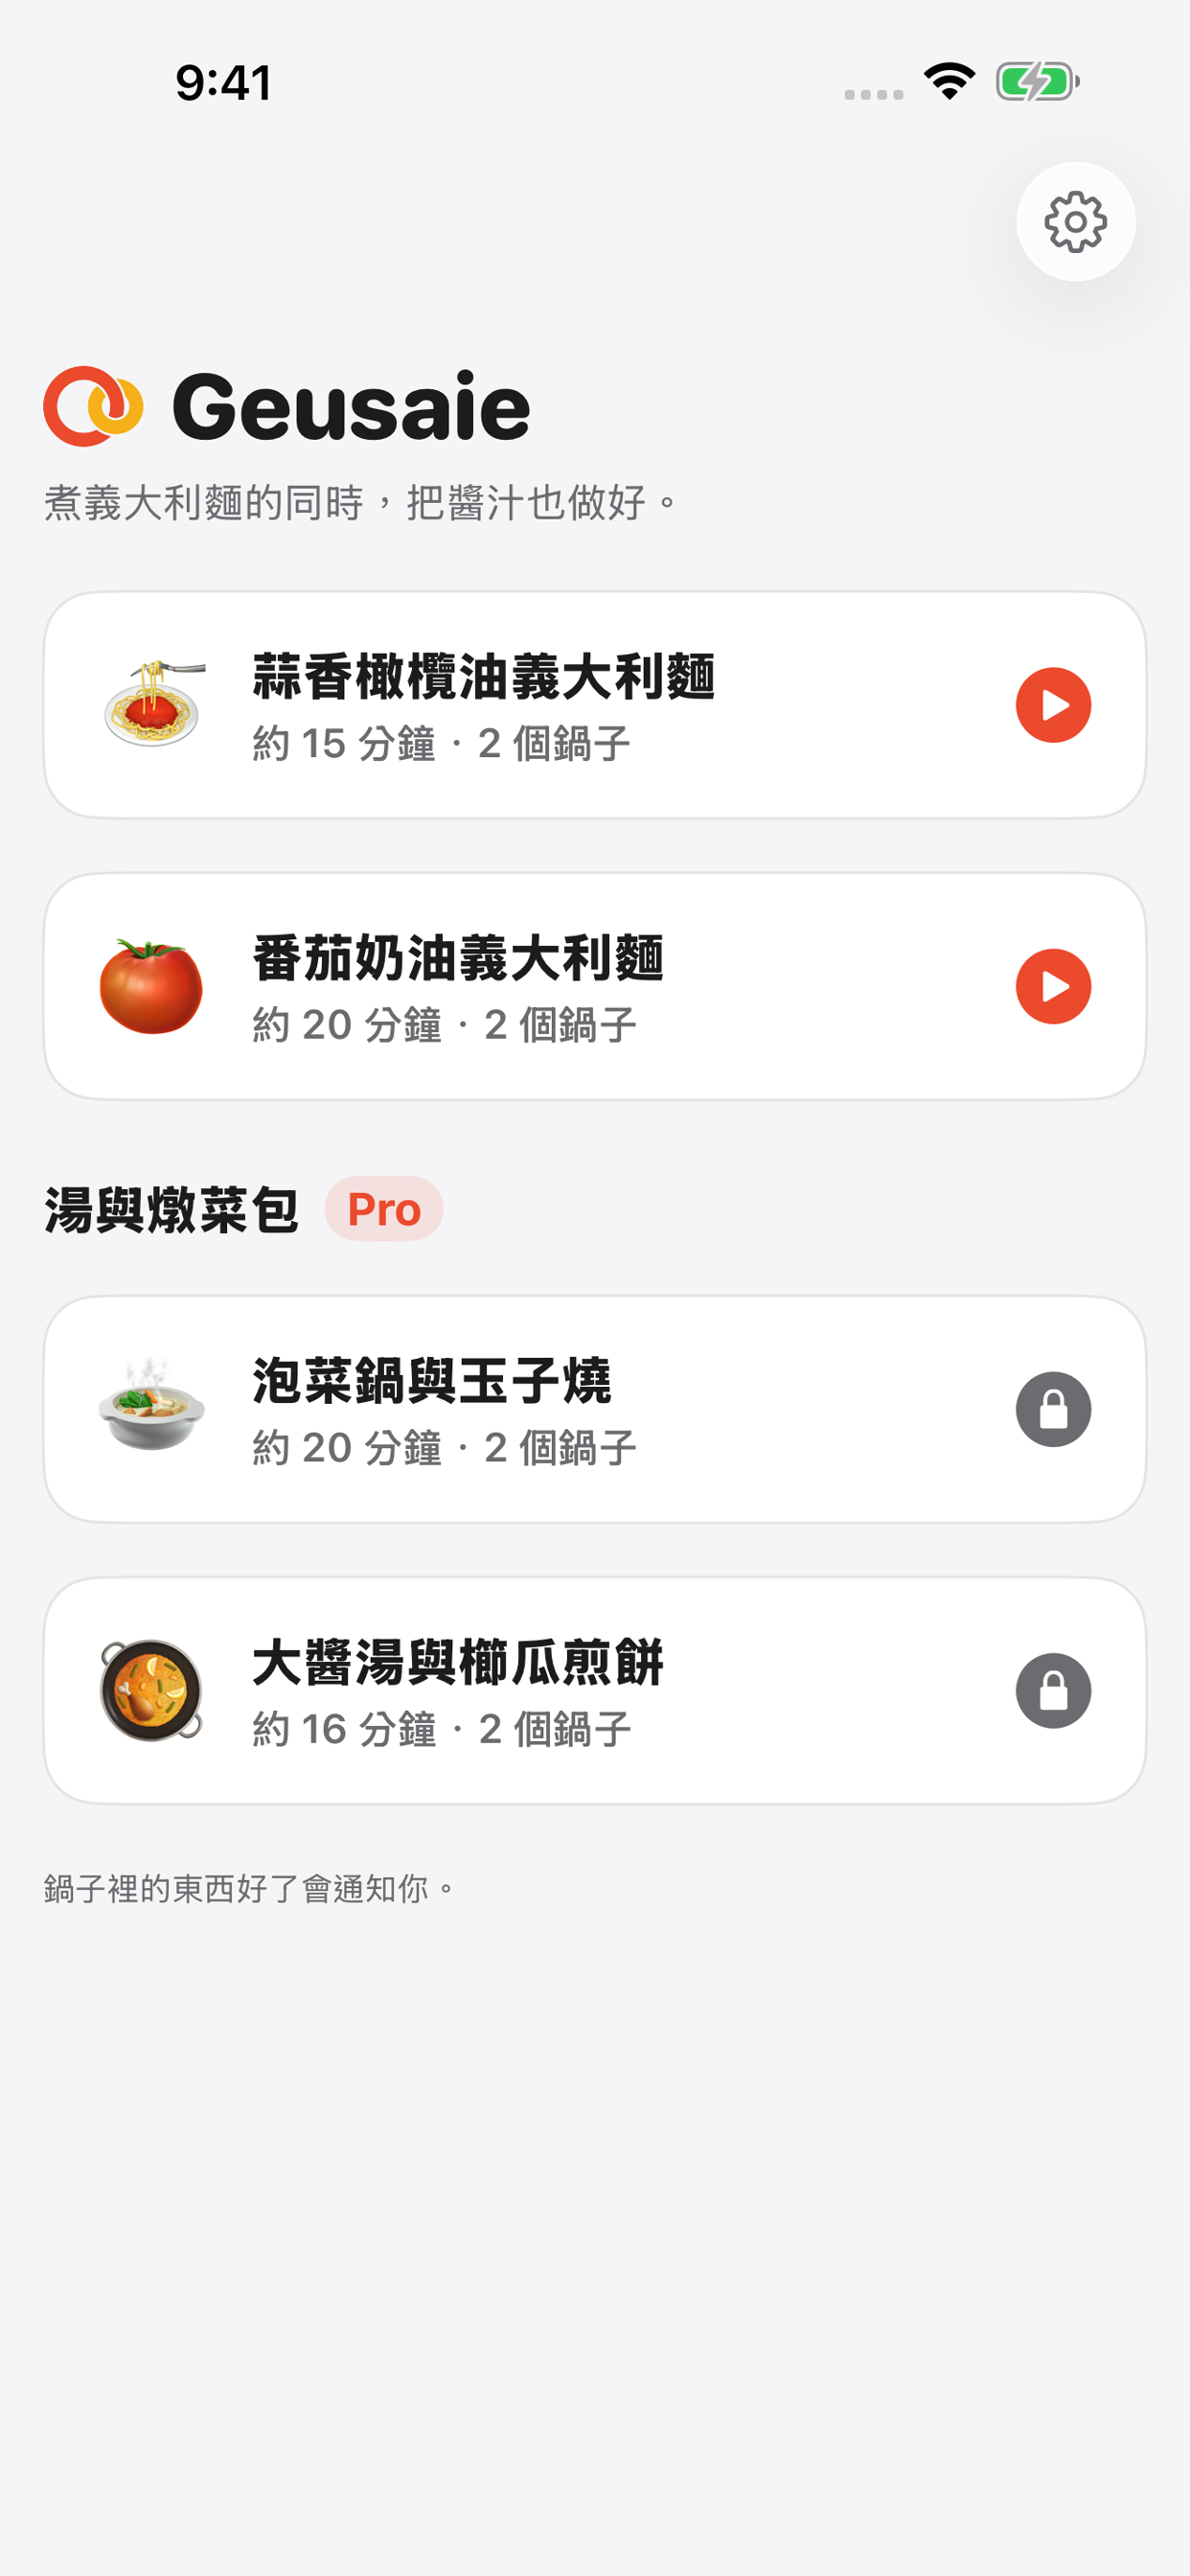 9:41
Geusaie
煮義大利麵的同時，把醬汁也做好。
蒜香橄欖油義大利麵
約 15 分鐘 · 2 個鍋子
番茄奶油義大利麵
約 20 分鐘 · 2 個鍋子
湯與燉菜包 Pro
泡菜鍋與玉子燒
約 20 分鐘 · 2 個鍋子
大醬湯與櫛瓜煎餅
約 16 分鐘 · 2 個鍋子
鍋子裡的東西好了會通知你。